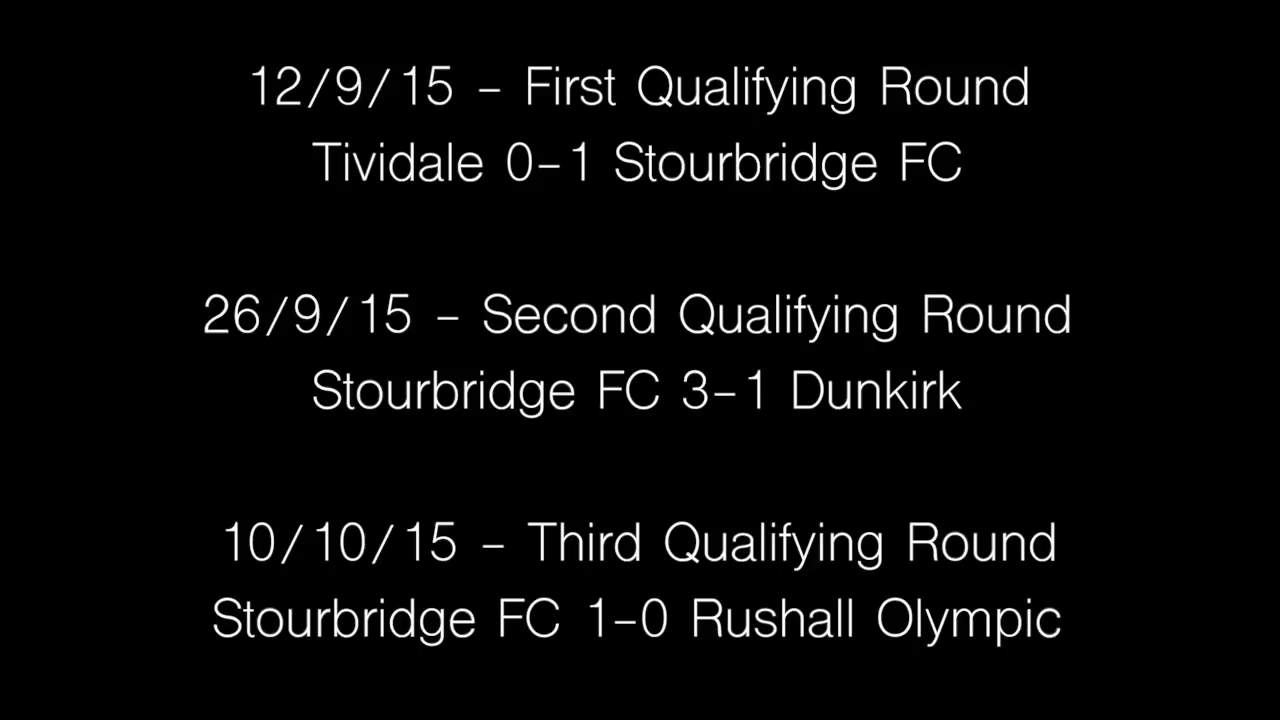 12/9/15 - First Qualifying Round
Tividale 0-1 Stourbridge FC
26/9/15 - Second Qualifying Round
Stourbridge FC 3-1 Dunkirk
10/10/15 - Third Qualifying Round
Stourbridge FC 1-0 Rushall Olympic